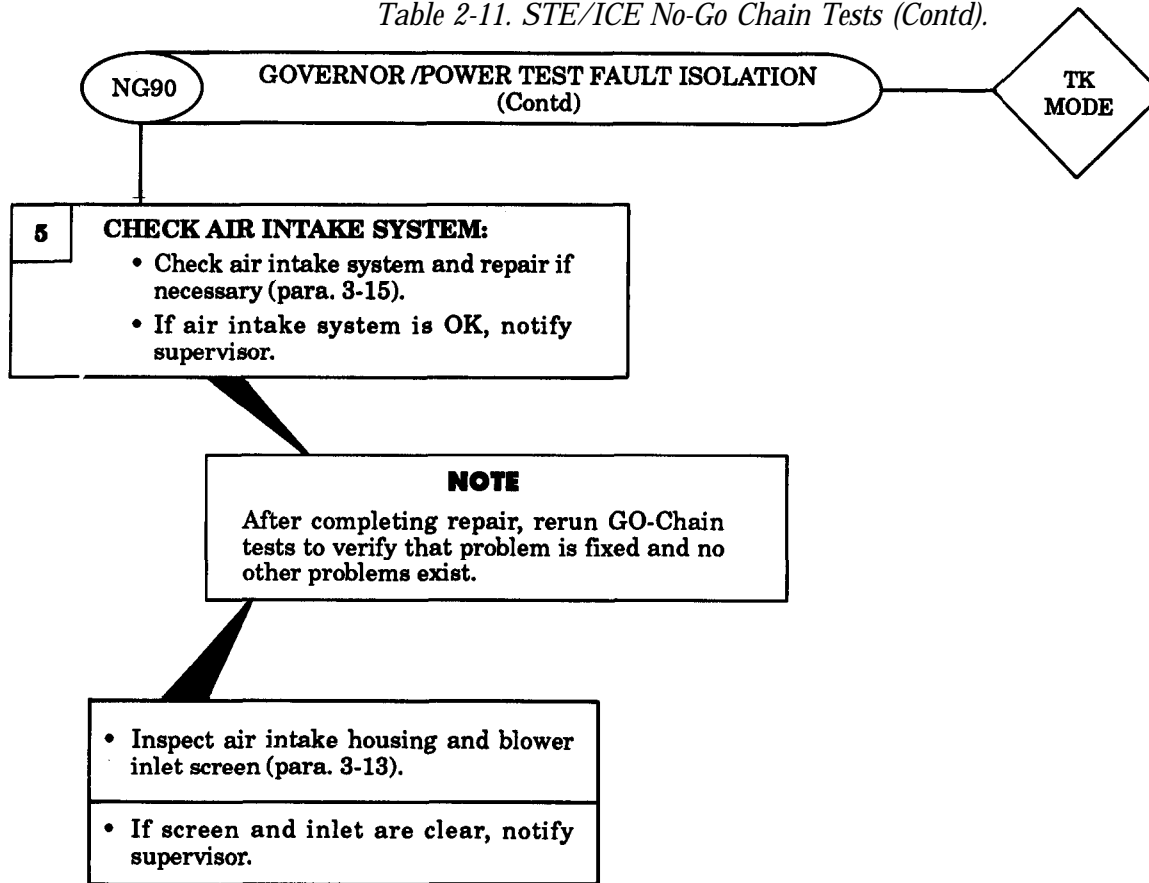 Table 2-11. STE/ICE No-Go Chain Tests (Contd).
NG90
GOVERNOR /POWER TEST FAULT ISOLATION
(Contd)
TK
MODE
5
CHECK AIR INTAKE SYSTEM:
• Check air intake system and repair if
necessary (para. 3-15).
• If air intake system is OK, notify
supervisor.
NOTE
After completing repair, rerun GO-Chain
tests to verify that problem is fixed and no
other problems exist.
• Inspect air intake housing and blower
inlet screen (para. 3-13).
• If screen and inlet are clear, notify
supervisor.